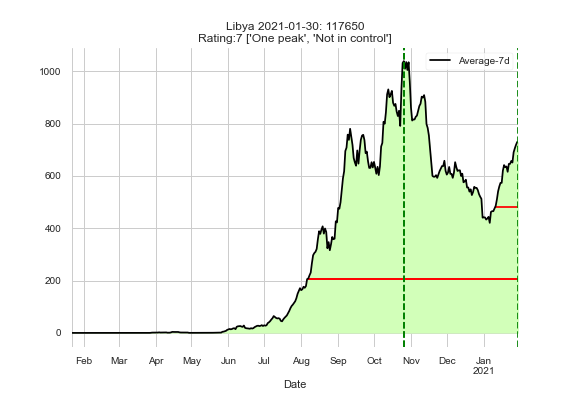 Libya 2021-01-30: 117650
Rating:7 ['One peak', 'Not in control']
Average-7d
1000
800
600
400
200
0
Feb Mar Apr May Jun Jul Aug Sep Oct Nov Dec Jan
2021
Date